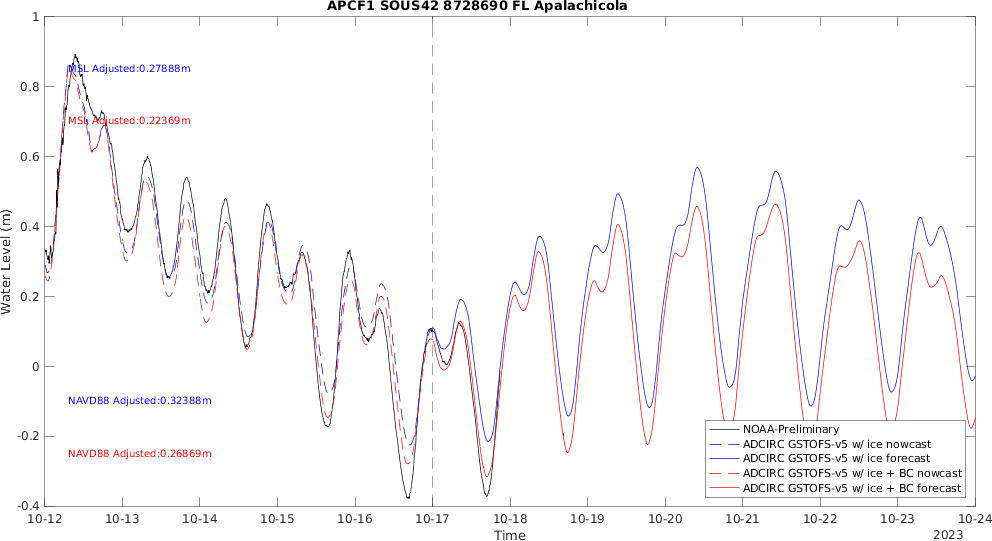 APCF1 SOUS42 8728690 FL Apalachicola
Water Level (m)
1
0.8
0.6
0.4
0.2
0
-0.2
-0.4
MSL Adjusted:0.27888m
MSL Adjusted:0.22369m
NAVD88 Adjusted:0.32388m
NAVD88 Adjusted:0.26869m
NOAA-Preliminary
ADCIRC GSTOFS-v5 w/ ice nowcast
ADCIRC GSTOFS-v5 w/ ice forecast
ADCIRC GSTOFS-v5 w/ ice + BC nowcast
ADCIRC GSTOFS-v5 w/ ice + BC forecast
10-12 10-13 10-14 10-15 10-16 10-17 10-18 10-19 10-20 10-21 10-22 10-23 10-24
Time
2023